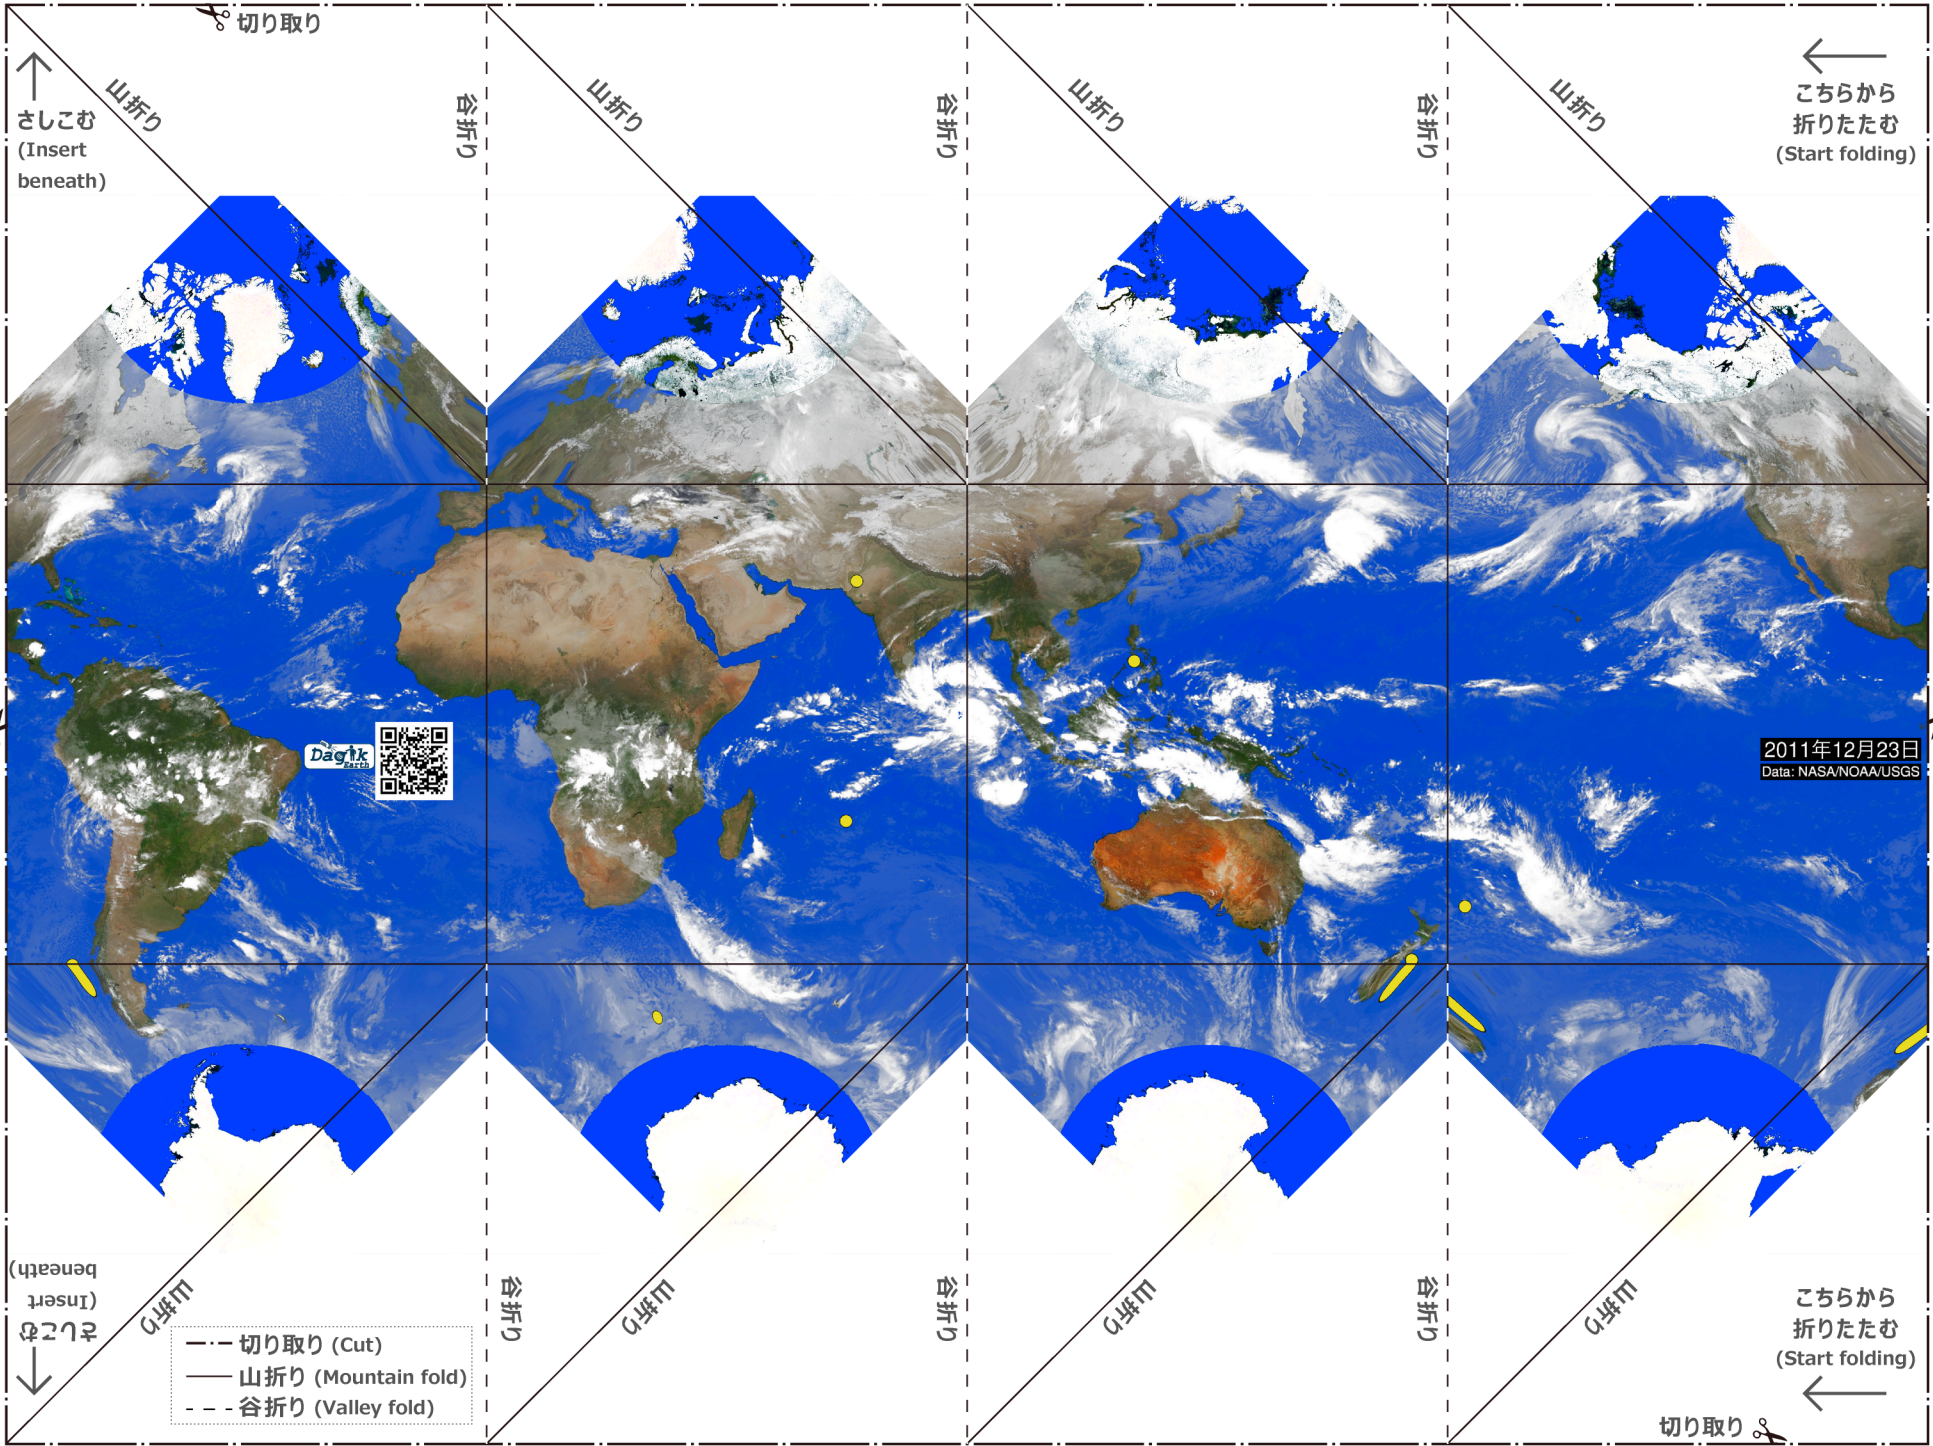 切り取り
山折り
谷折り
山折り
谷折り
山折り
谷折り
山折り
さしこむ
(Insert
beneath)
こちらから
折りたたむ
(Start folding)
Dagik
Earth
2011年12月23日
Data: NASA/NOAA/USGS
さしこむ
(Insert
beneath)
山折り
谷折り
山折り
谷折り
山折り
谷折り
山折り
こちらから
折りたたむ
(Start folding)
切り取り (Cut)
山折り (Mountain fold)
谷折り (Valley fold)
切り取り